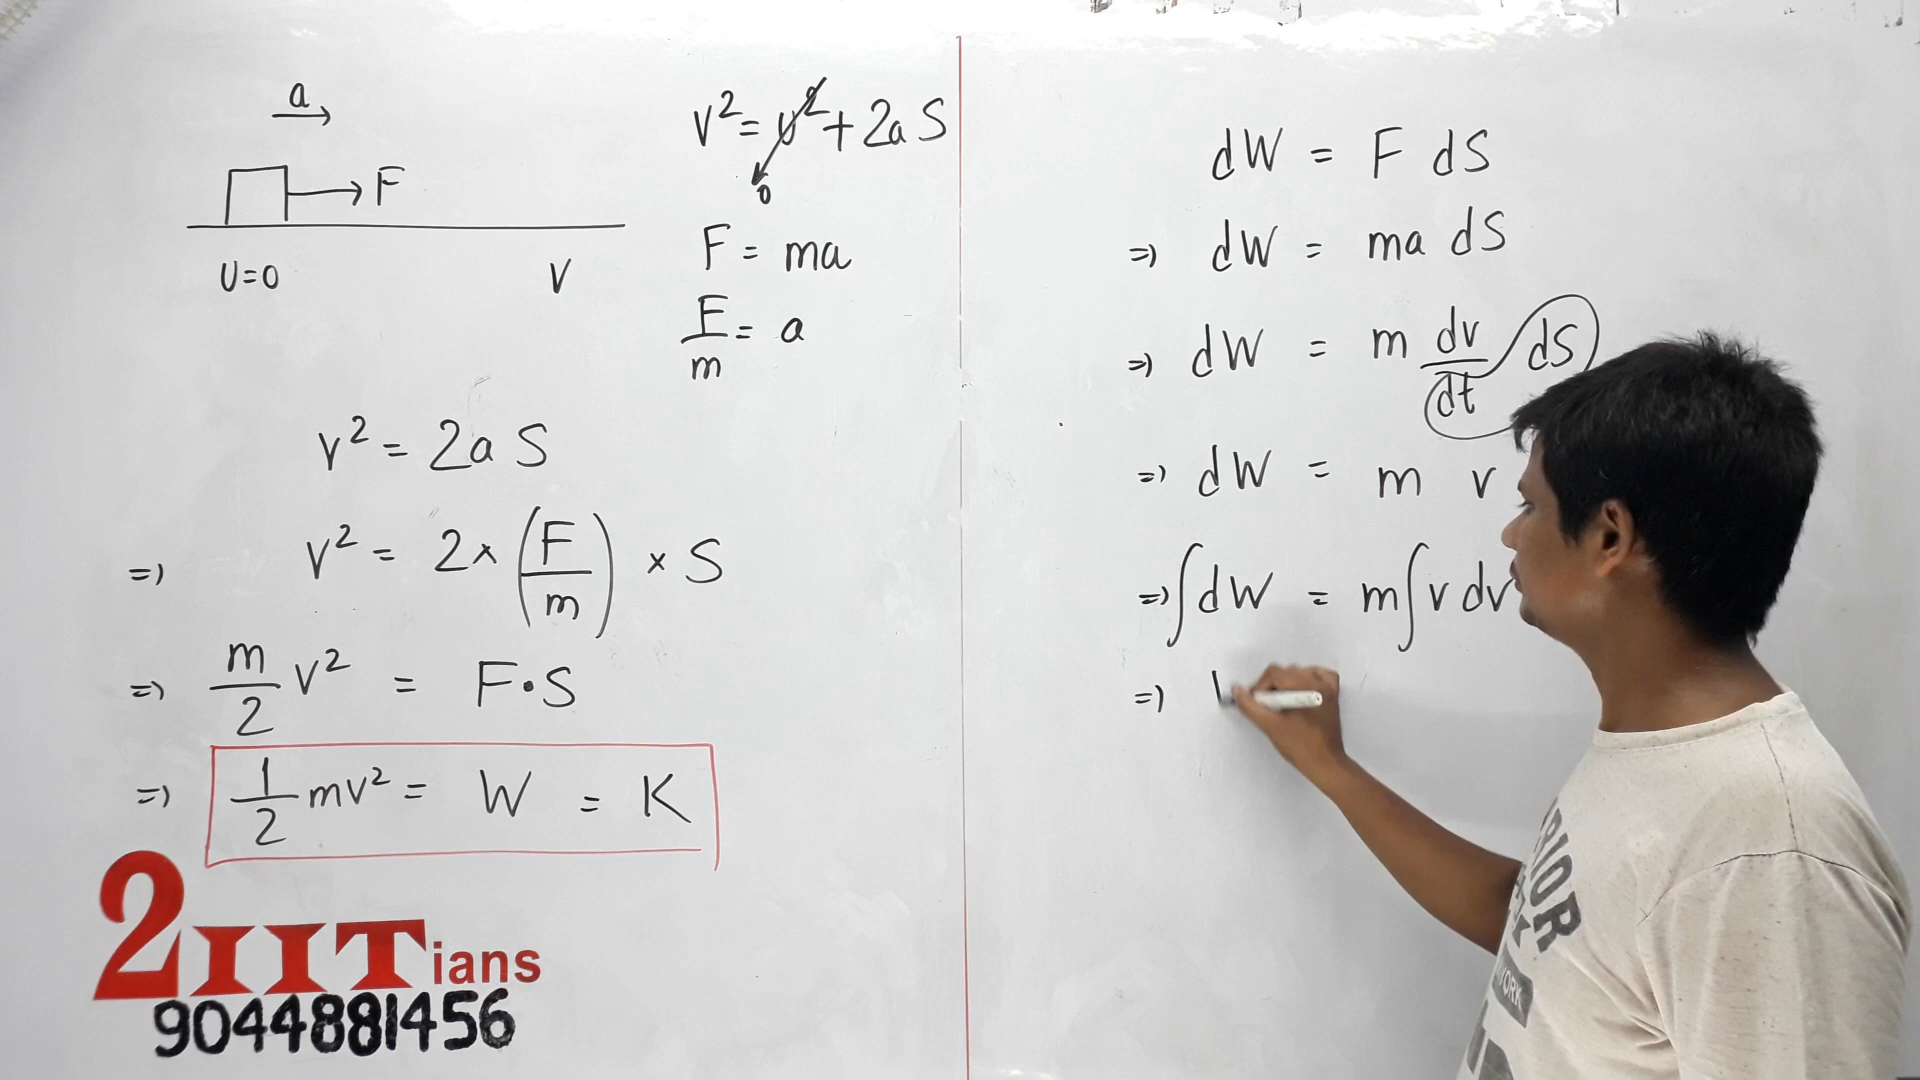 a
F
U=0 V
V² = u² + 2aS
0
F = ma
F/m = a
V² = 2aS
=) V² = 2 × (F/m) × S
=) m/2 V² = F·S
=) 1/2 mv² = W = K
2IITians
9044881456
dW = F dS
=) dW = ma dS
=) dW = m dv/dt dS
=) dW = m v
=) ∫dW = m∫v dv
=)